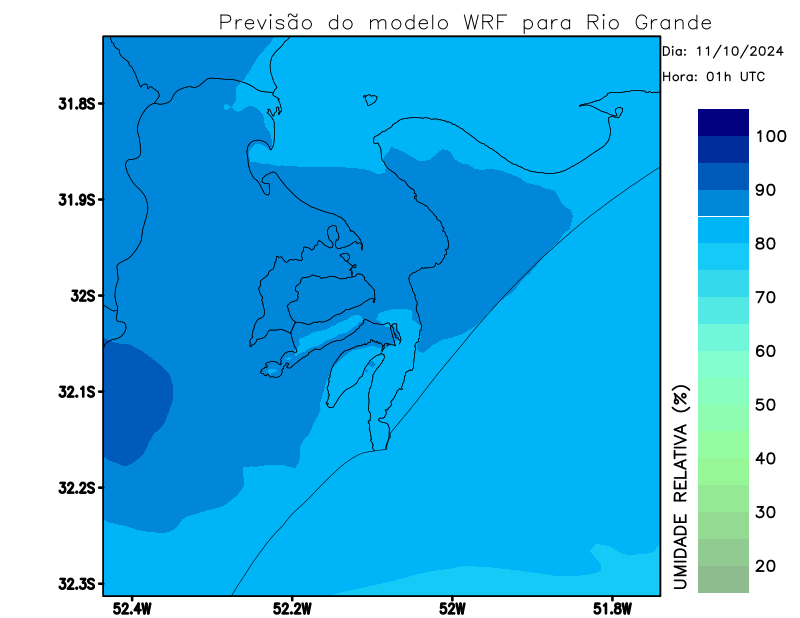 Previsão do modelo WRF para Rio Grande
Dia: 11/10/2024
Hora: 01h UTC
31.8S
31.9S
32S
32.1S
32.2S
32.3S
52.4W
52.2W
52W
51.8W
UMIDADE RELATIVA (%)
100
90
80
70
60
50
40
30
20